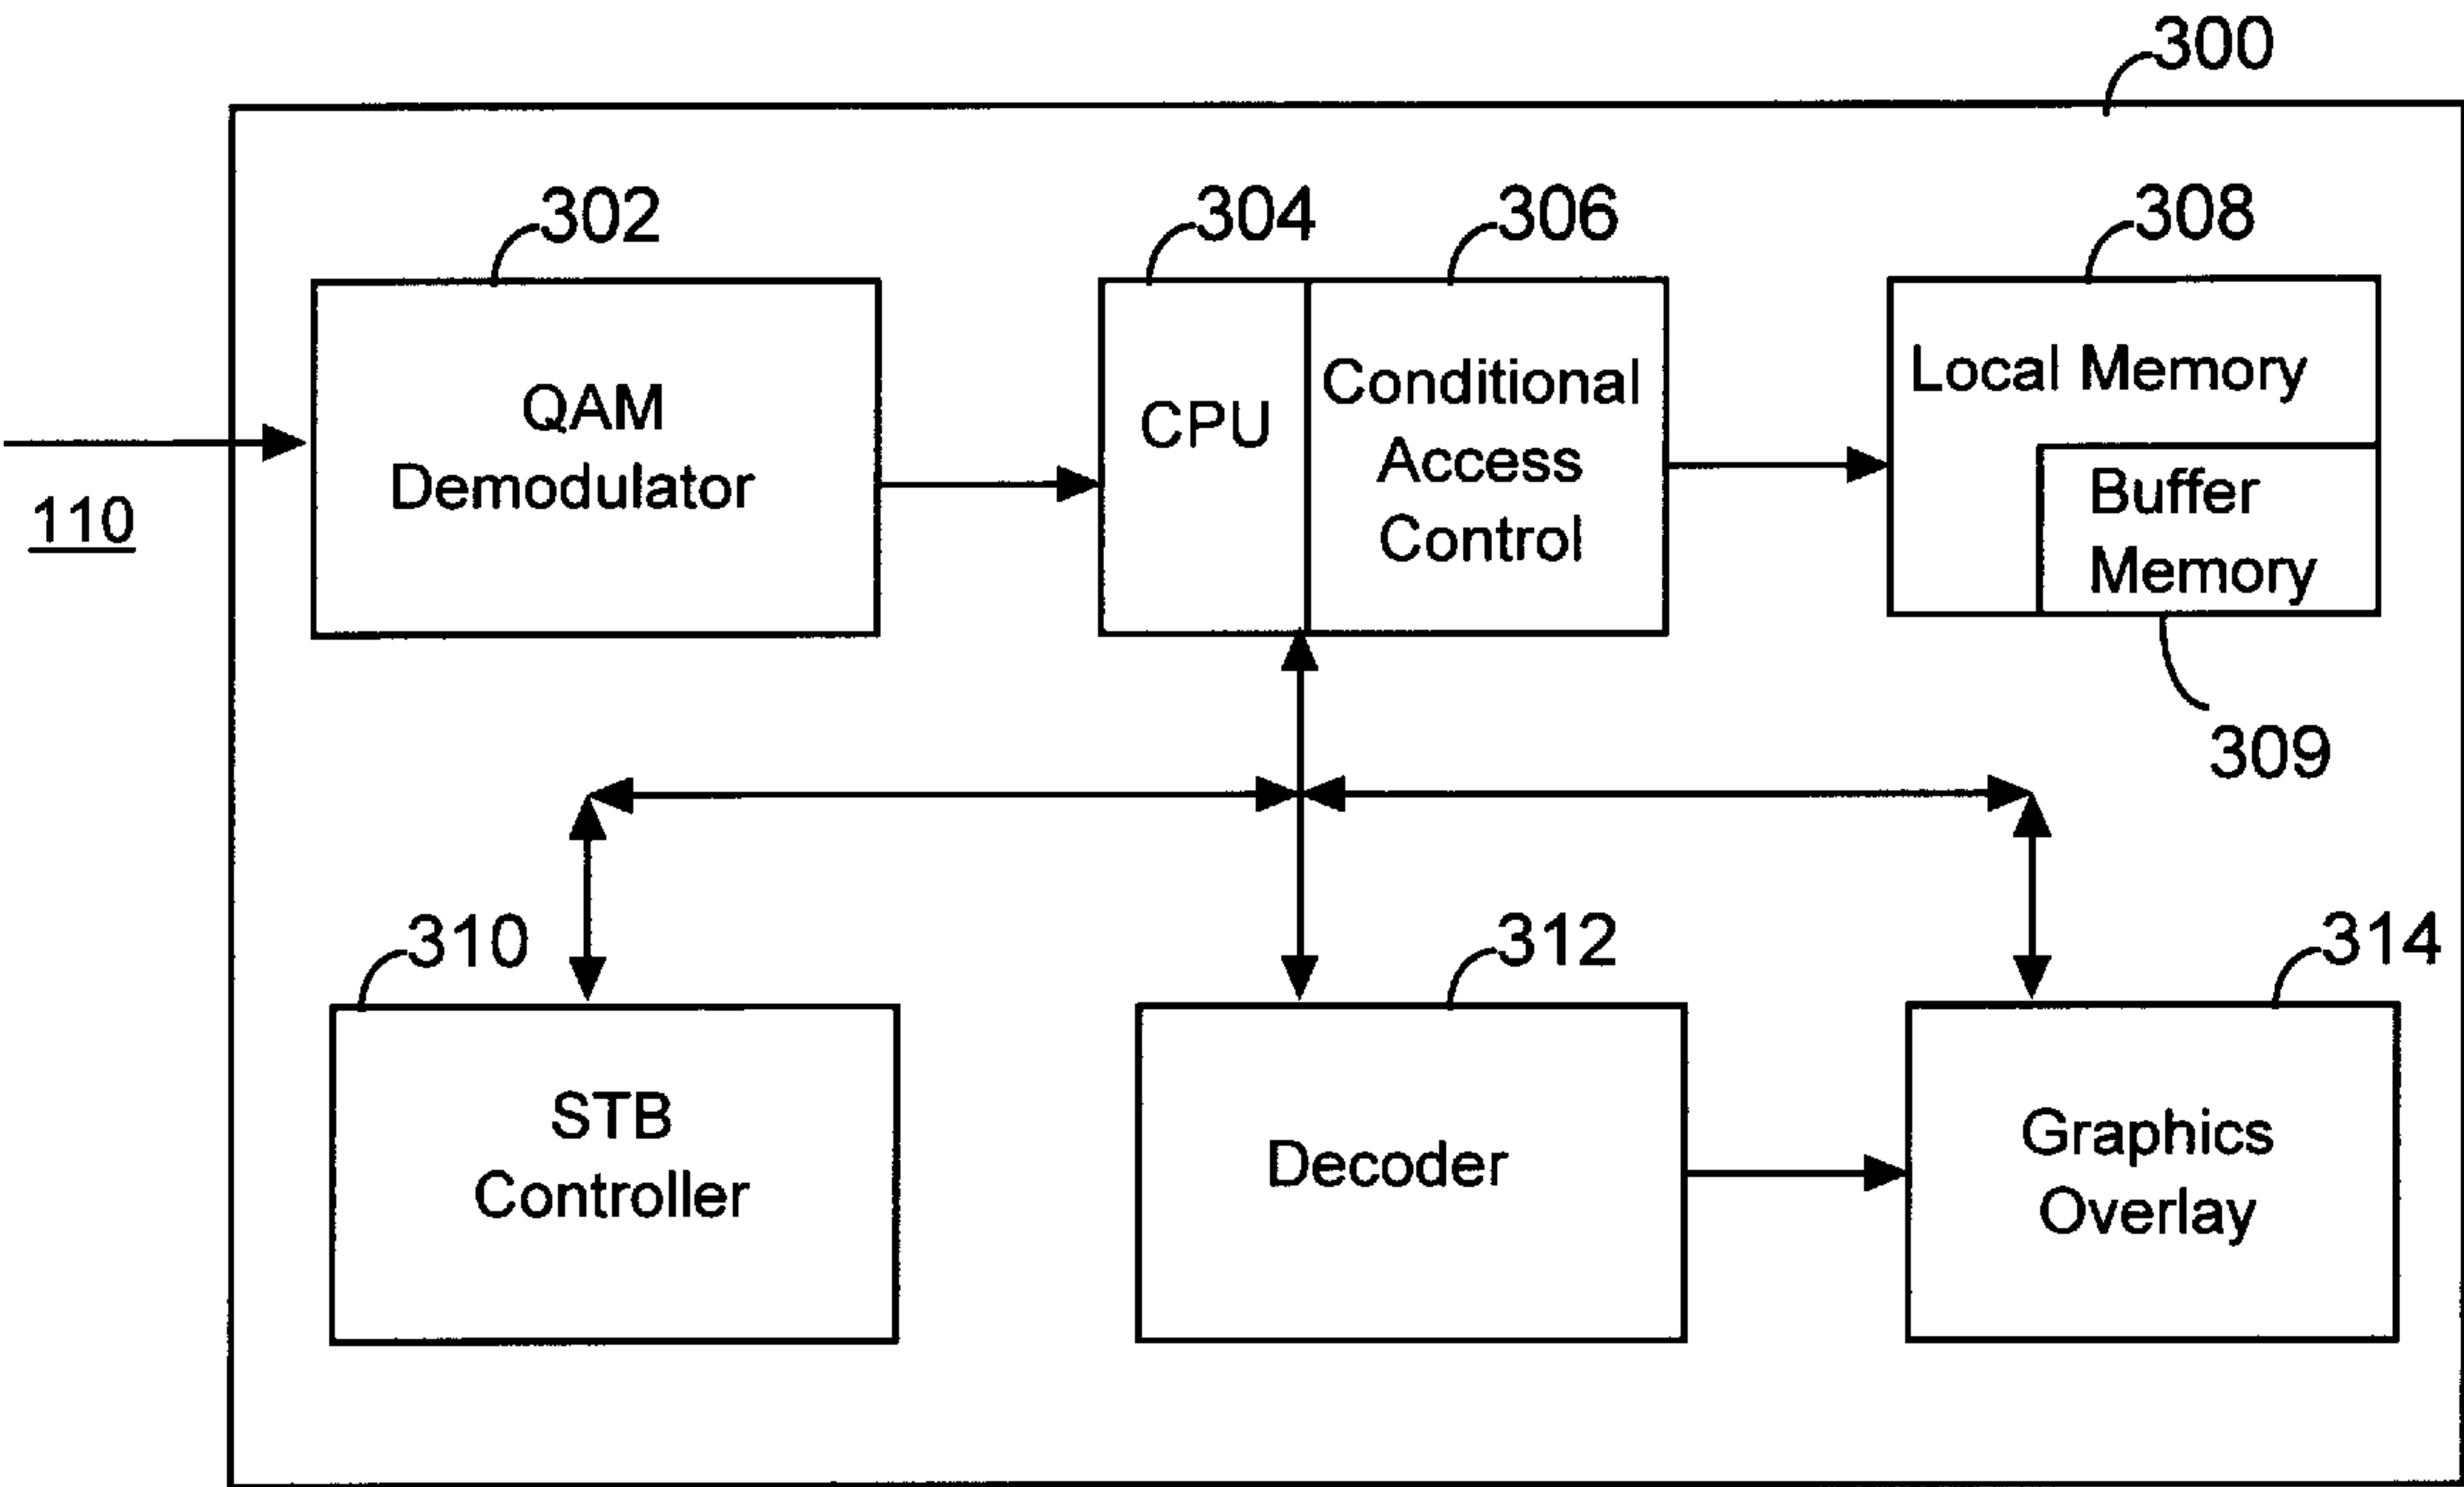 300
302
304
306
308
QAM
Demodulator
CPU
Conditional
Access
Control
Local Memory
Buffer
Memory
110
309
310
312
314
STB
Controller
Decoder
Graphics
Overlay